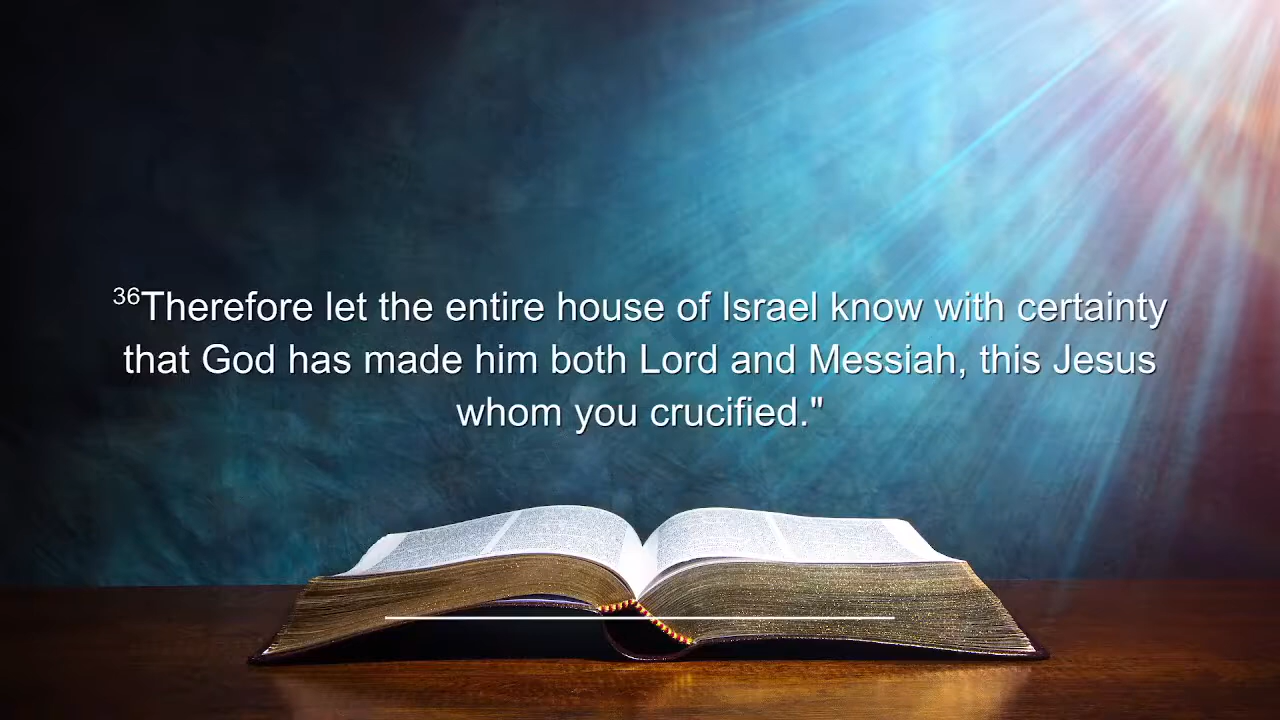 36Therefore let the entire house of Israel know with certainty
that God has made him both Lord and Messiah, this Jesus
whom you crucified."